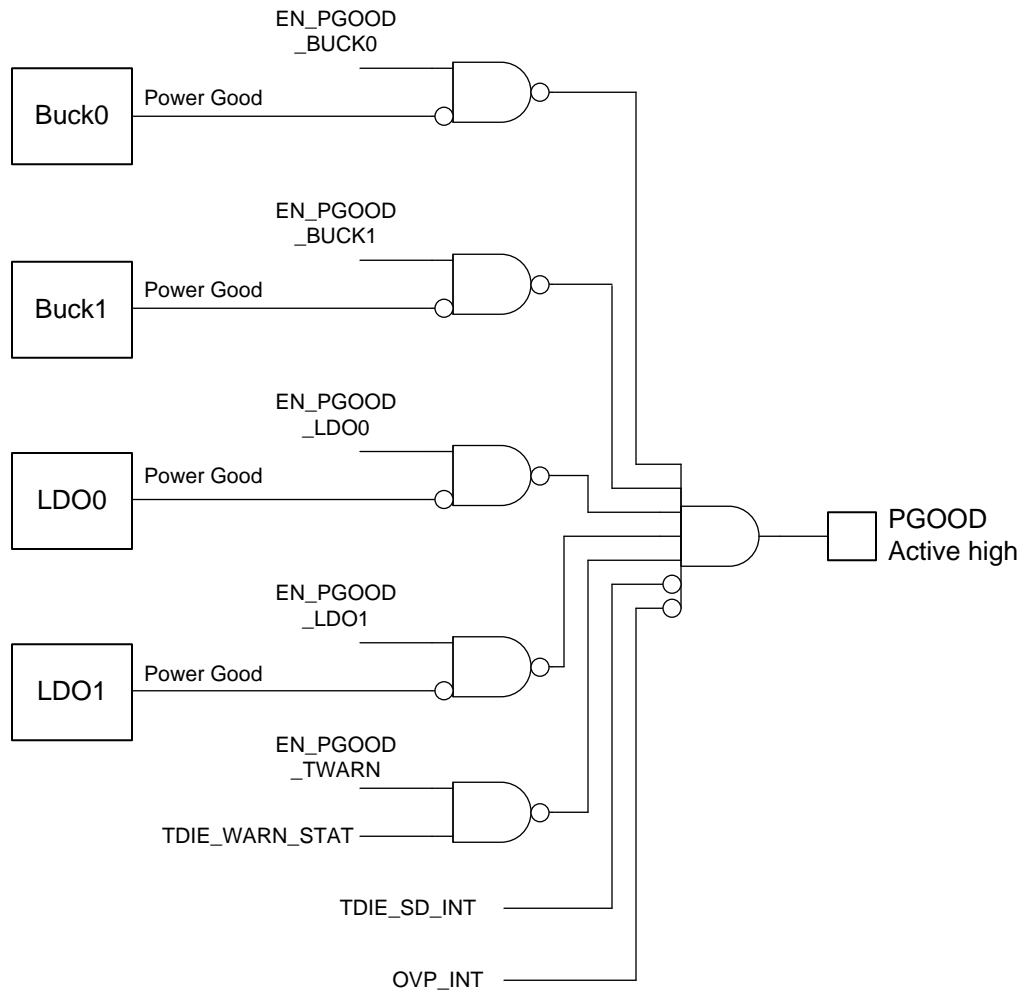 EN_PGOOD
_BUCK0
Buck0
Power Good
EN_PGOOD
_BUCK1
Buck1
Power Good
EN_PGOOD
_LDO0
LDO0
Power Good
PGOOD
Active high
EN_PGOOD
_LDO1
LDO1
Power Good
EN_PGOOD
_TWARN
TDIE_WARN_STAT
TDIE_SD_INT
OVP_INT